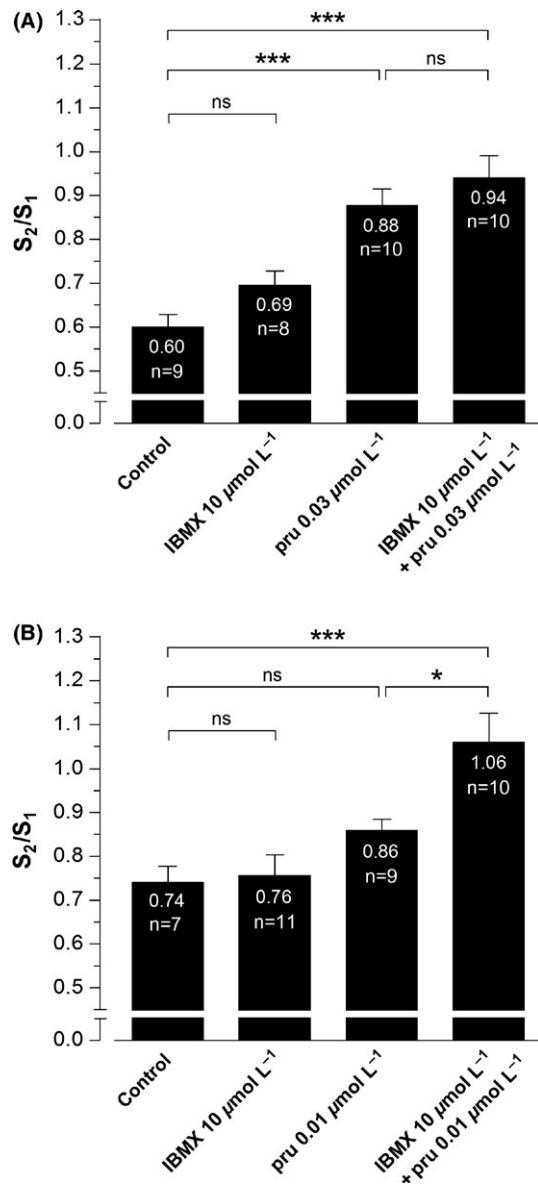 (A)
1.3
1.2
1.1
1.0
0.9
0.8
0.7
0.6
0.5
0.0
S₂/S₁
***
***
ns
ns
0.60
n=9
0.69
n=8
0.88
n=10
0.94
n=10
Control
IBMX 10 µmol L⁻¹
pru 0.03 µmol L⁻¹
IBMX 10 µmol L⁻¹
+ pru 0.03 µmol L⁻¹
(B)
1.3
1.2
1.1
1.0
0.9
0.8
0.7
0.6
0.5
0.0
S₂/S₁
***
ns
*
ns
0.74
n=7
0.76
n=11
0.86
n=9
1.06
n=10
Control
IBMX 10 µmol L⁻¹
pru 0.01 µmol L⁻¹
IBMX 10 µmol L⁻¹
+ pru 0.01 µmol L⁻¹